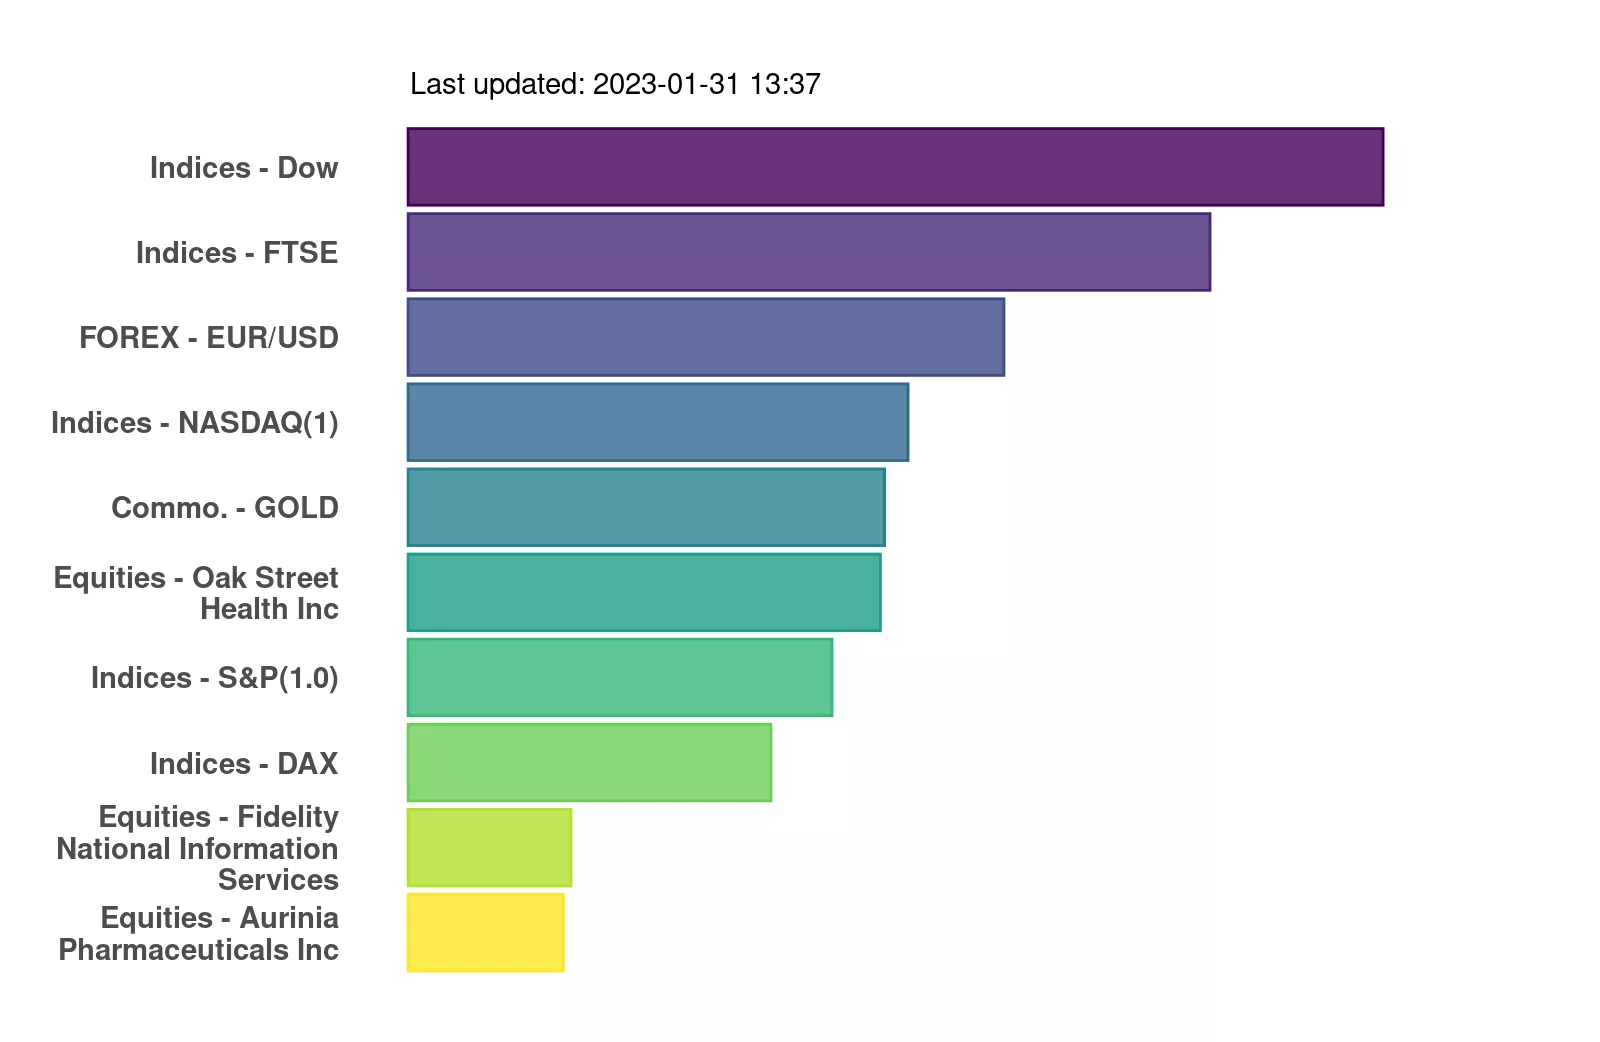 Last updated: 2023-01-31 13:37
Indices - Dow
Indices - FTSE
FOREX - EUR/USD
Indices - NASDAQ(1)
Commo. - GOLD
Equities - Oak Street
Health Inc
Indices - S&P(1.0)
Indices - DAX
Equities - Fidelity
National Information
Services
Equities - Aurinia
Pharmaceuticals Inc